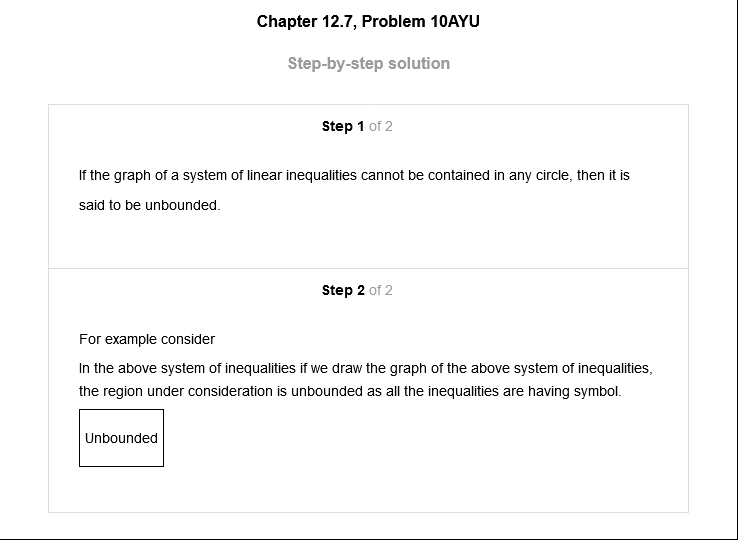 Chapter 12.7, Problem 10AYU
Step-by-step solution
Step 1 of 2
If the graph of a system of linear inequalities cannot be contained in any circle, then it is
said to be unbounded.
Step 2 of 2
For example consider
In the above system of inequalities if we draw the graph of the above system of inequalities,
the region under consideration is unbounded as all the inequalities are having symbol.
Unbounded